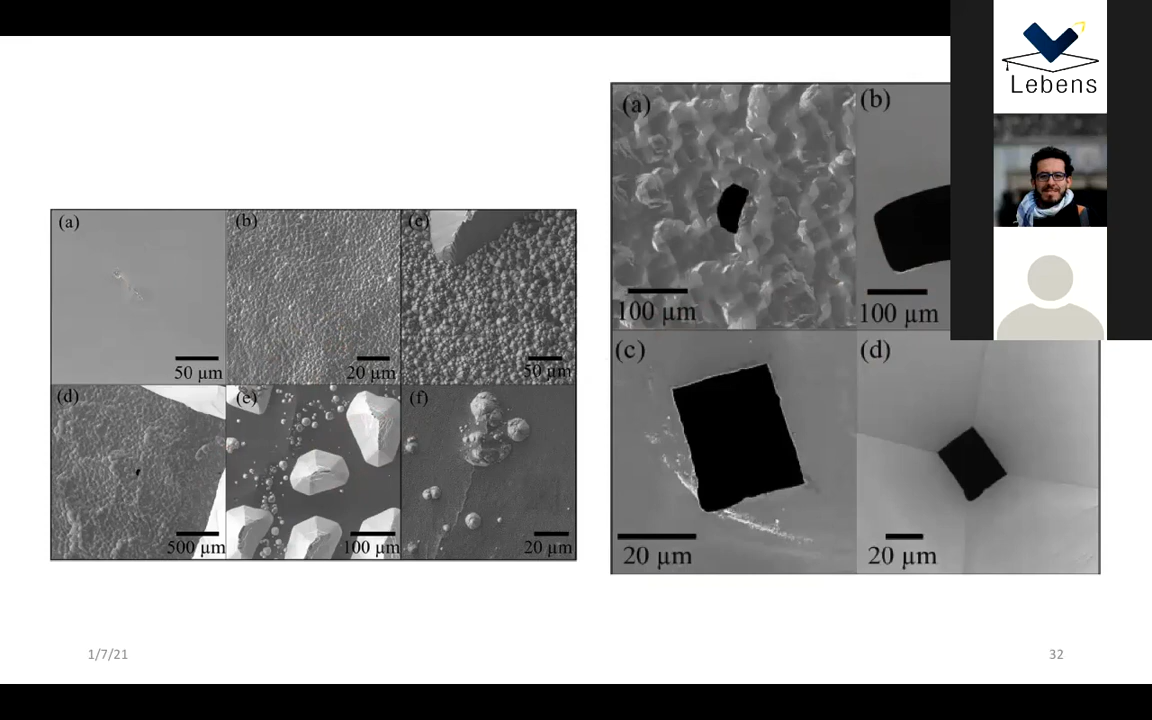 Lebens
(a)
(b)
(c)
50 µm
20 µm
50 µm
(d)
(e)
(f)
500 µm
100 µm
20 µm
(a)
(b)
100 µm
100 µm
(c)
(d)
20 µm
20 µm
1/7/21
32